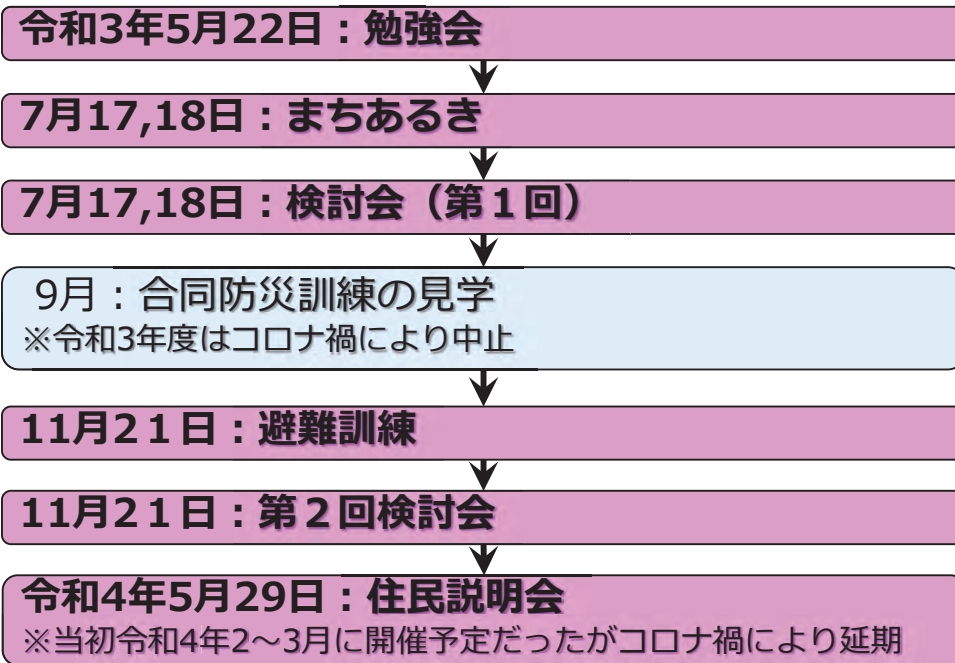 令和3年5月22日：勉強会
7月17,18日：まちあるき
7月17,18日：検討会（第１回）
9月：合同防災訓練の見学
※令和3年度はコロナ禍により中止
11月2１日：避難訓練
11月2１日：第２回検討会
令和4年5月29日：住民説明会
※当初令和4年2～3月に開催予定だったがコロナ禍により延期